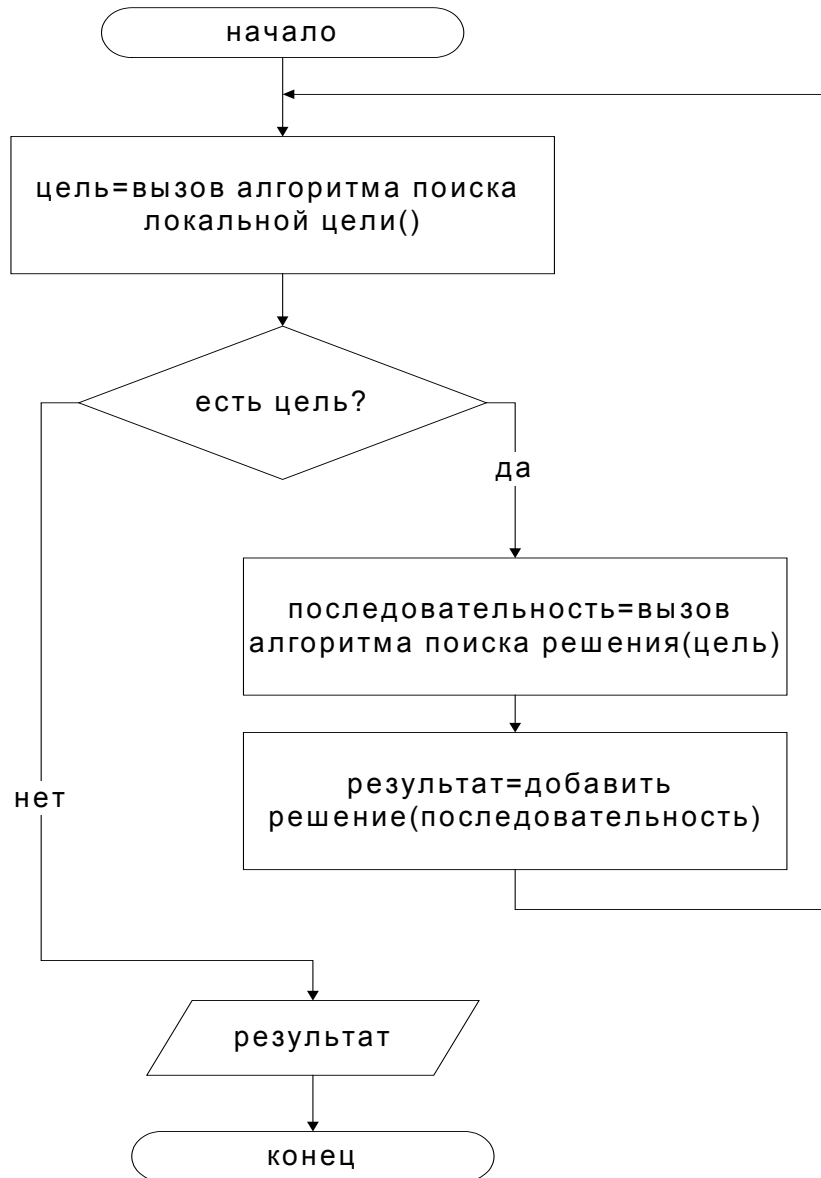 начало
цель=вызов алгоритма поиска
локальной цели()
есть цель?
да
последовательность=вызов
алгоритма поиска решения(цель)
результат=добавить
решение(последовательность)
нет
результат
конец